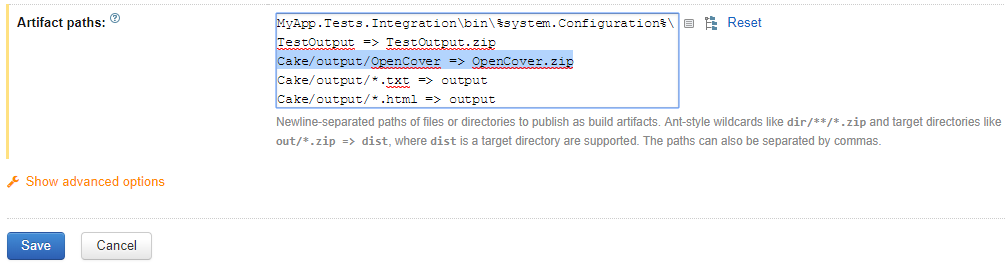 Artifact paths:
MyApp.Tests.Integration\bin\%system.Configuration%\
TestOutput => TestOutput.zip
Cake/output/OpenCover => OpenCover.zip
Cake/output/*.txt => output
Cake/output/*.html => output
Reset
Newline-separated paths of files or directories to publish as build artifacts. Ant-style wildcards like dir/**/*.zip and target directories like
out/*.zip => dist, where dist is a target directory are supported. The paths can also be separated by commas.
Show advanced options
Save
Cancel